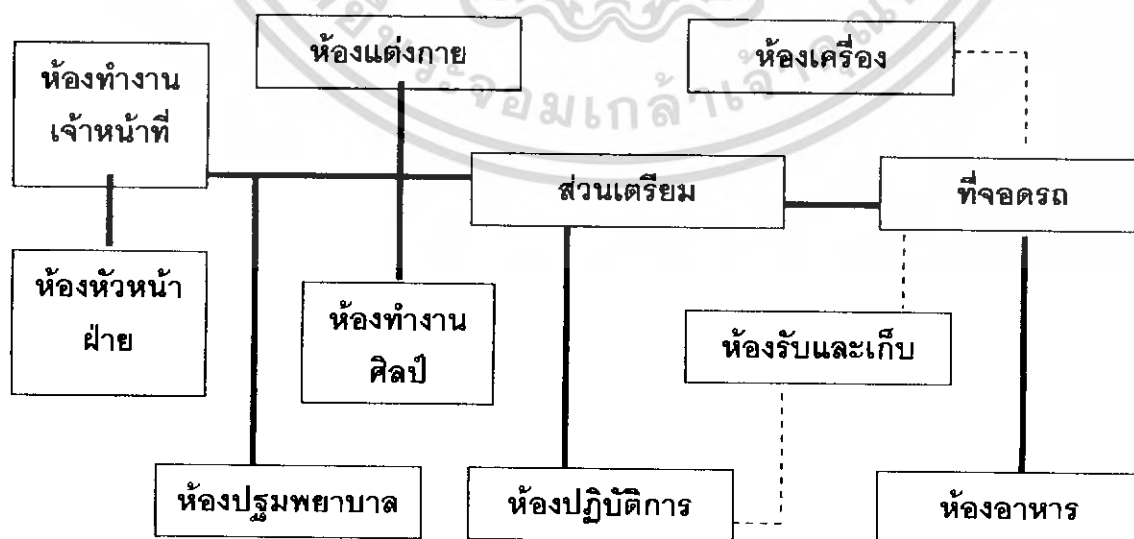 ห้องแต่งกาย
ห้องเครื่อง
ห้องทำงาน
เจ้าหน้าที่
ส่วนเตรียม
ที่จอดรถ
ห้องหัวหน้า
ฝ่าย
ห้องทำงาน
ศิลป์
ห้องรับและเก็บ
ห้องปฐมพยาบาล
ห้องปฏิบัติการ
ห้องอาหาร